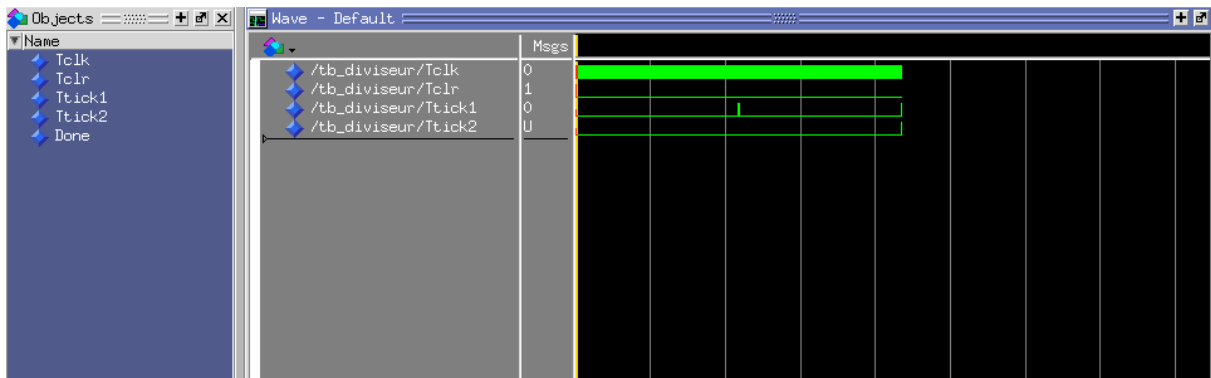 Objects
Name
Tclk
Tclr
Ttick1
Ttick2
Done
Wave - Default
Msgs
/tb_diviseur/Tclk 0
/tb_diviseur/Tclr 1
/tb_diviseur/Ttick1 0
/tb_diviseur/Ttick2 U